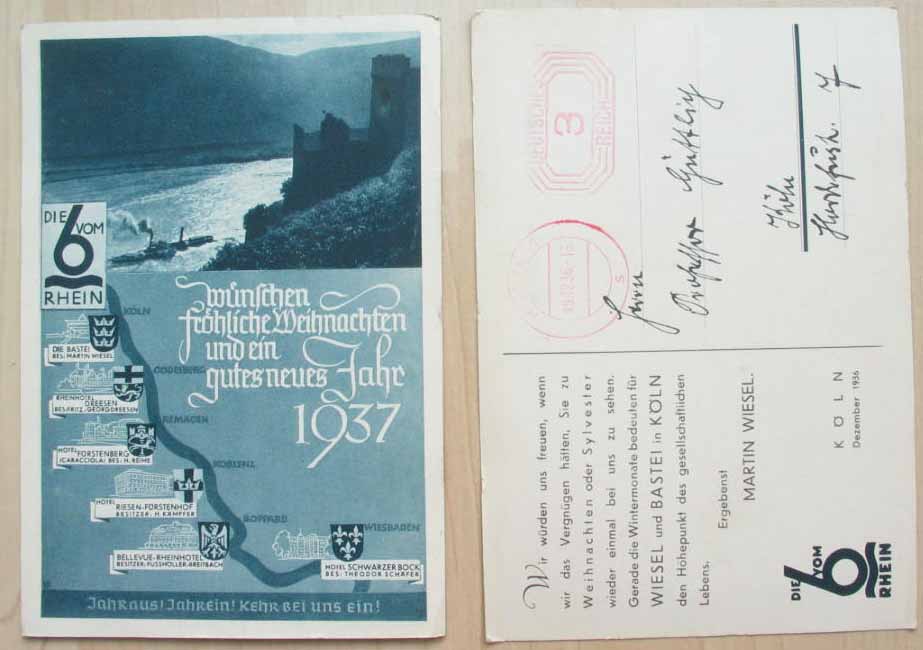 DIE 6 VOM
RHEIN
wünschen
fröhliche Weihnachten
und ein
gutes neues Jahr
1937
KÖLN
DIE BASTEI
BES: MARTIN WIESEL
GODESBERG
RHEINHOTEL
DREESEN
BES: FRITZ, GEORG DREESEN
REMAGEN
HOTEL
FÜRSTENBERG
(CARACCIOLA) BES: H. REIHE
KOBLENZ
HOTEL
RIESEN-FÜRSTENHOF
BESITZER: H. KÄMPFER
BOPPARD
BELLEVUE-RHEINHOTEL
BESITZER: FUSSHÖLLER-BREITBACH
WIESBADEN
HOTEL SCHWARZER BOCK
BES: THEODOR SCHÄFER
Jahraus! Jahrein! Kehr bei uns ein!
DEUTSCHES
3
REICH
Herrn
Professor Güttlig
Köln
Wir würden uns freuen, wenn
wir das Vergnügen hätten, Sie zu
Weihnachten oder Sylvester
wieder einmal bei uns zu sehen.
Gerade die Wintermonate bedeuten für
WIESEL und BASTEI in KÖLN
den Höhepunkt des gesellschaftlichen
Lebens.
Ergebenst
MARTIN WIESEL.
KÖLN
Dezember 1936
DIE 6 VOM
RHEIN